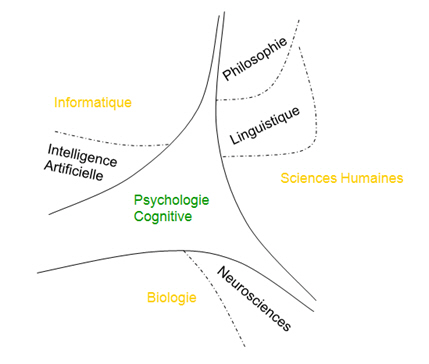 Philosophie
Informatique
Linguistique
Intelligence
Artificielle
Sciences Humaines
Psychologie
Cognitive
Biologie
Neurosciences